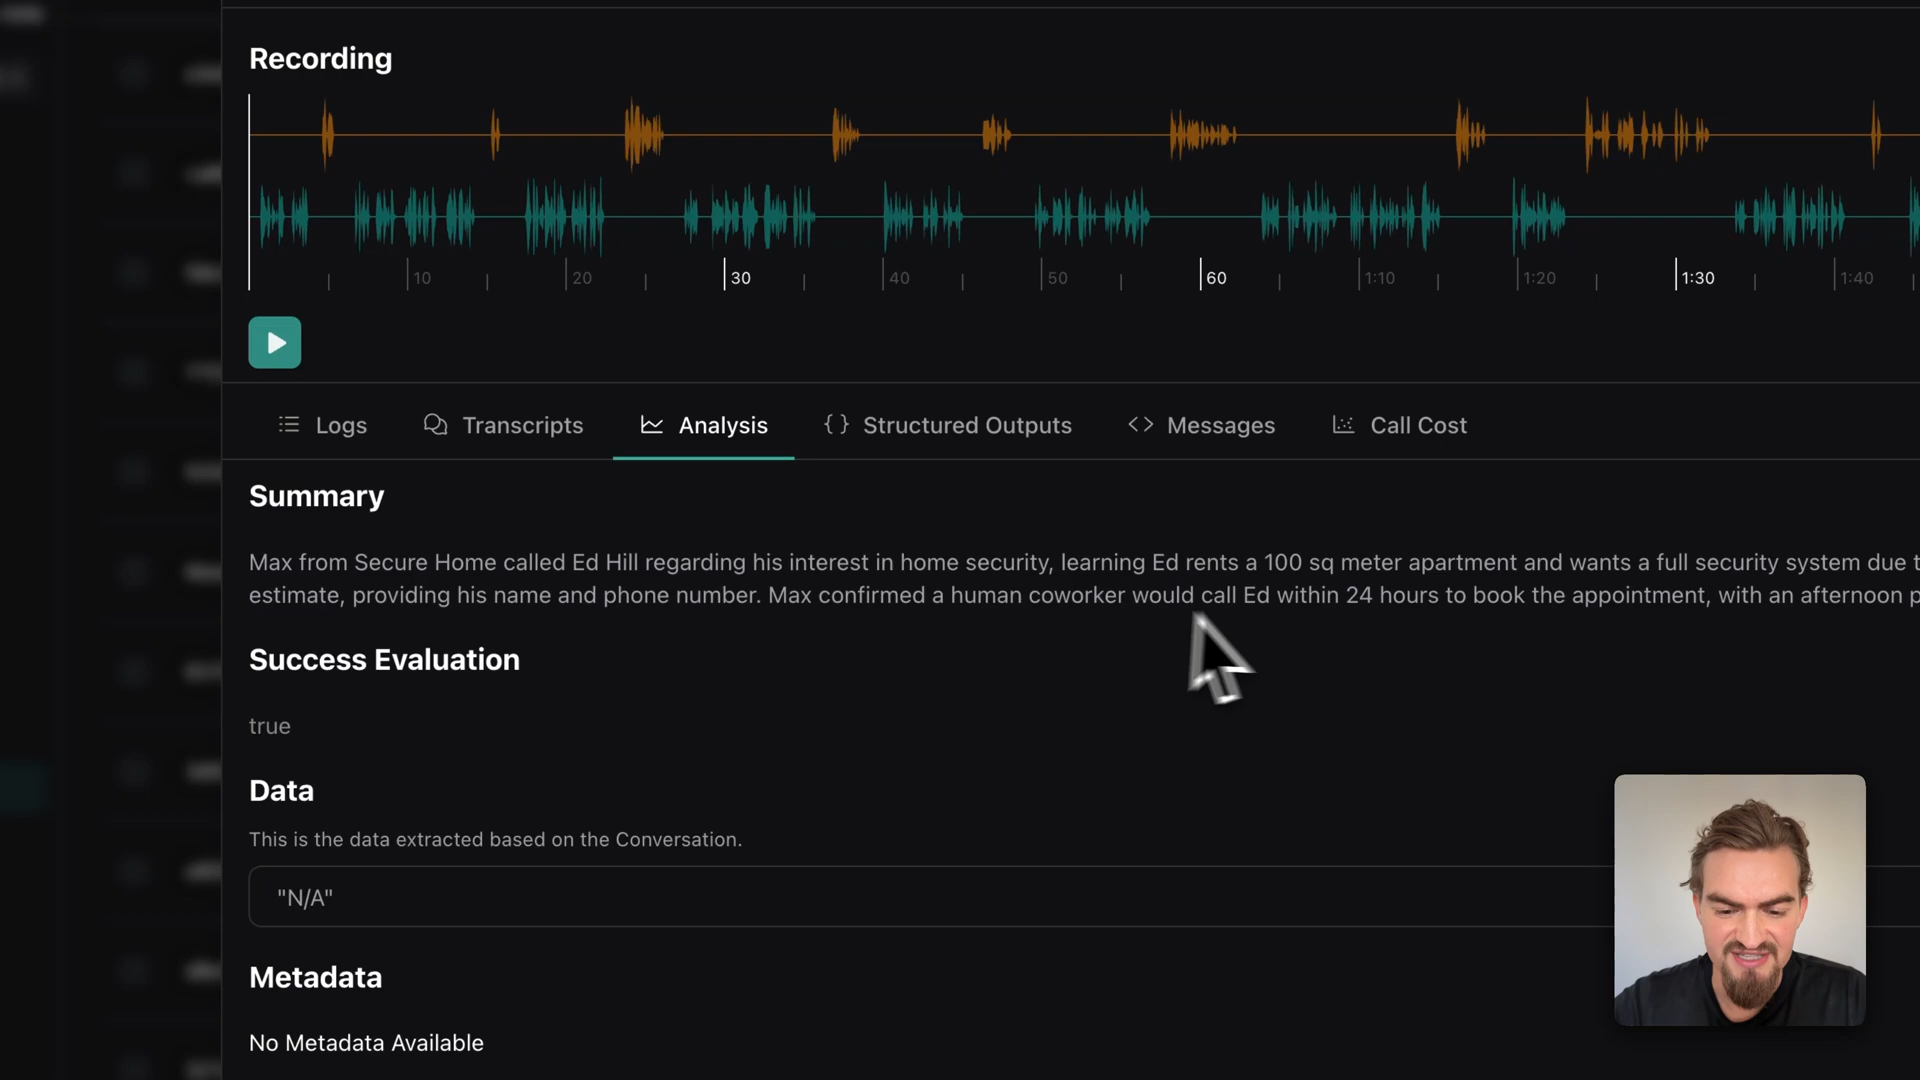 Recording
10 20 30 40 50 60 1:10 1:20 1:30 1:40
Logs Transcripts Analysis Structured Outputs Messages Call Cost
Summary
Max from Secure Home called Ed Hill regarding his interest in home security, learning Ed rents a 100 sq meter apartment and wants a full security system due
estimate, providing his name and phone number. Max confirmed a human coworker would call Ed within 24 hours to book the appointment, with an afternoon
Success Evaluation
true
Data
This is the data extracted based on the Conversation.
"N/A"
Metadata
No Metadata Available